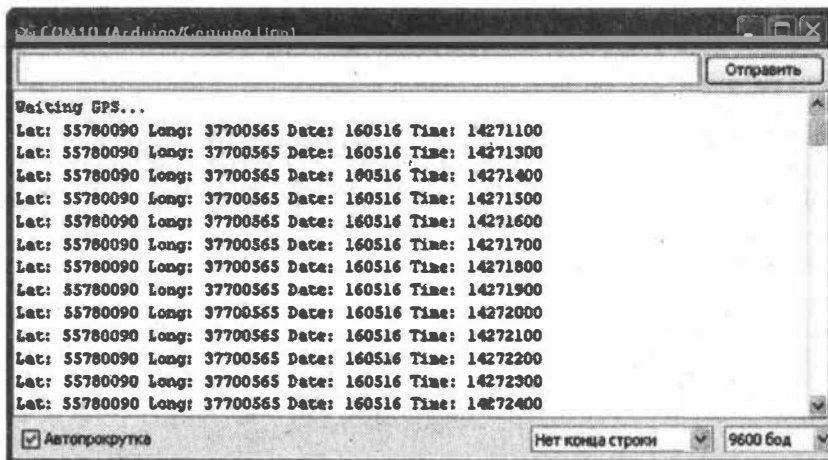 COM10 (Arduino/Genuino Uno)
Отправить
Waiting GPS...
Lat: 55780090 Long: 37700565 Date: 160516 Time: 14271100
Lat: 55780090 Long: 37700565 Date: 160516 Time: 14271300
Lat: 55780090 Long: 37700565 Date: 160516 Time: 14271400
Lat: 55780090 Long: 37700565 Date: 160516 Time: 14271500
Lat: 55780090 Long: 37700565 Date: 160516 Time: 14271600
Lat: 55780090 Long: 37700565 Date: 160516 Time: 14271700
Lat: 55780090 Long: 37700565 Date: 160516 Time: 14271800
Lat: 55780090 Long: 37700565 Date: 160516 Time: 14271900
Lat: 55780090 Long: 37700565 Date: 160516 Time: 14272000
Lat: 55780090 Long: 37700565 Date: 160516 Time: 14272100
Lat: 55780090 Long: 37700565 Date: 160516 Time: 14272200
Lat: 55780090 Long: 37700565 Date: 160516 Time: 14272300
Lat: 55780090 Long: 37700565 Date: 160516 Time: 14272400
Автопрокрутка Нет конца строки 9600 бод